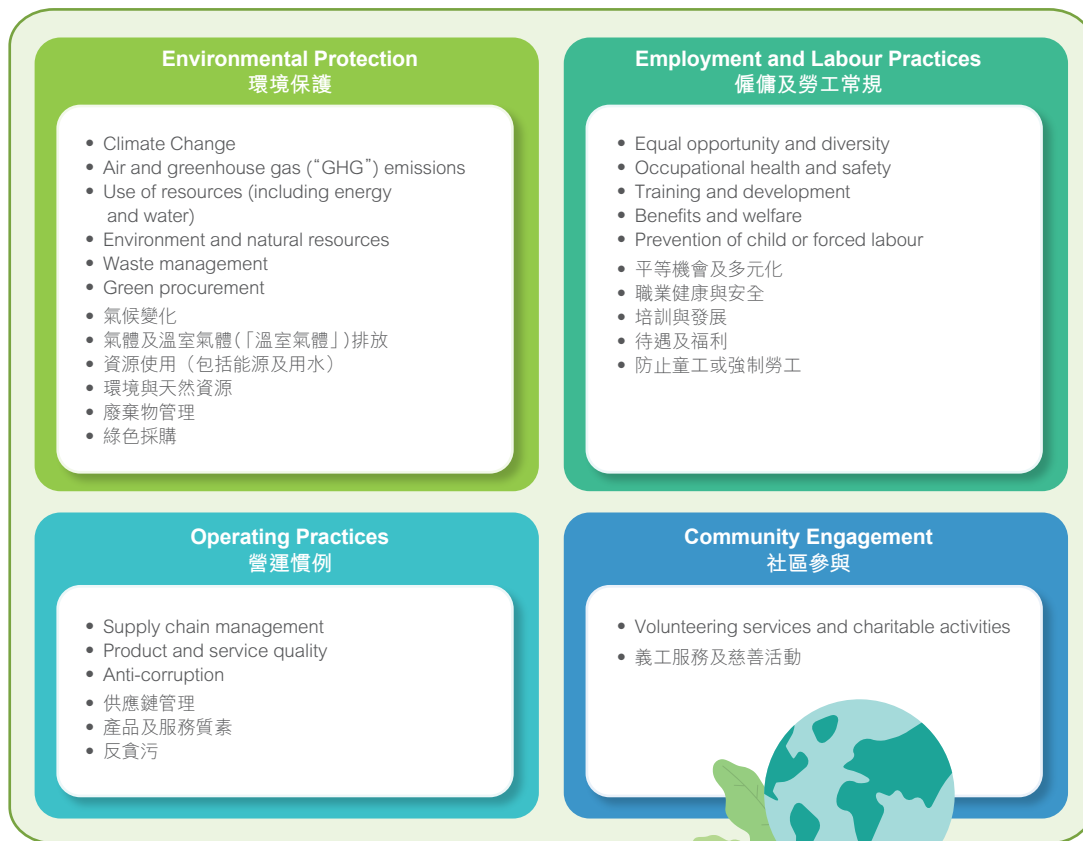 Environmental Protection
環境保護
• Climate Change
• Air and greenhouse gas (“GHG”) emissions
• Use of resources (including energy
and water)
• Environment and natural resources
• Waste management
• Green procurement
• 氣候變化
• 氣體及溫室氣體(「溫室氣體」)排放
• 資源使用（包括能源及用水）
• 環境與天然資源
• 廢棄物管理
• 綠色採購
Employment and Labour Practices
僱傭及勞工常規
• Equal opportunity and diversity
• Occupational health and safety
• Training and development
• Benefits and welfare
• Prevention of child or forced labour
• 平等機會及多元化
• 職業健康與安全
• 培訓與發展
• 待遇及福利
• 防止童工或強制勞工
Operating Practices
營運慣例
• Supply chain management
• Product and service quality
• Anti-corruption
• 供應鏈管理
• 產品及服務質素
• 反貪污
Community Engagement
社區參與
• Volunteering services and charitable activities
• 義工服務及慈善活動